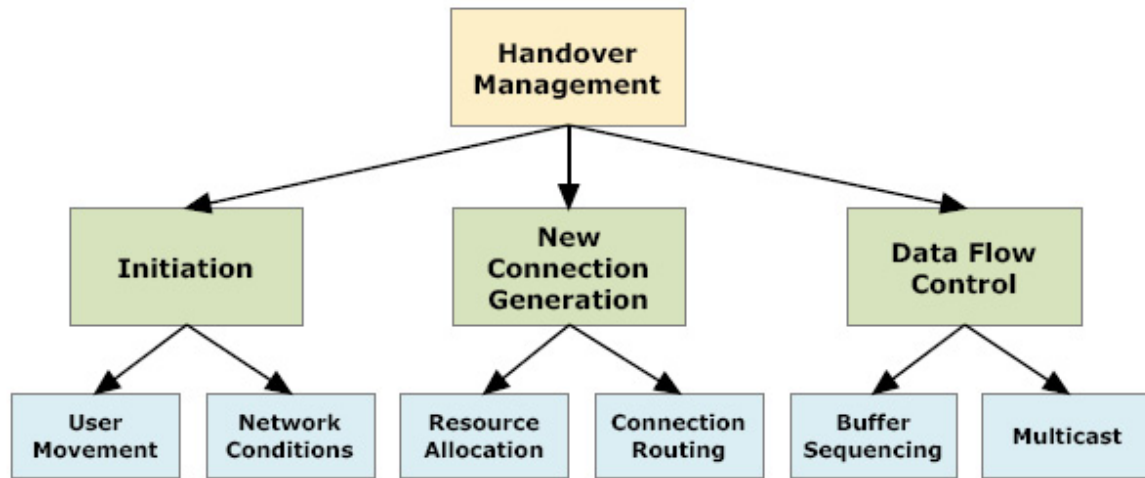 Handover
Management
Initiation
New
Connection
Generation
Data Flow
Control
User
Movement
Network
Conditions
Resource
Allocation
Connection
Routing
Buffer
Sequencing
Multicast